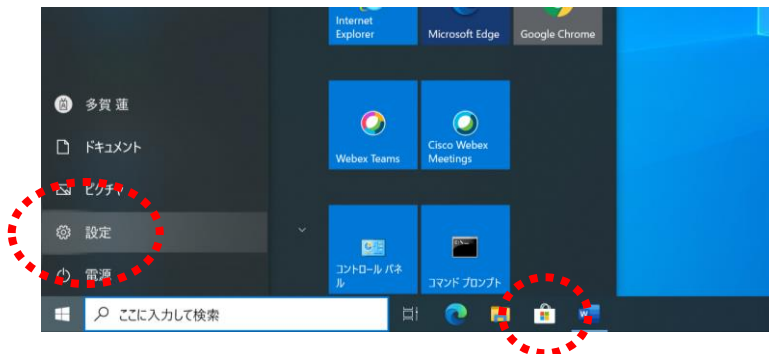 Internet
Explorer
Microsoft Edge
Google Chrome
多賀 蓮
ドキュメント
Webex Teams
Cisco Webex
Meetings
ピクチャ
設定
コントロール パネ
ル
コマンド プロンプト
電源
ここに入力して検索